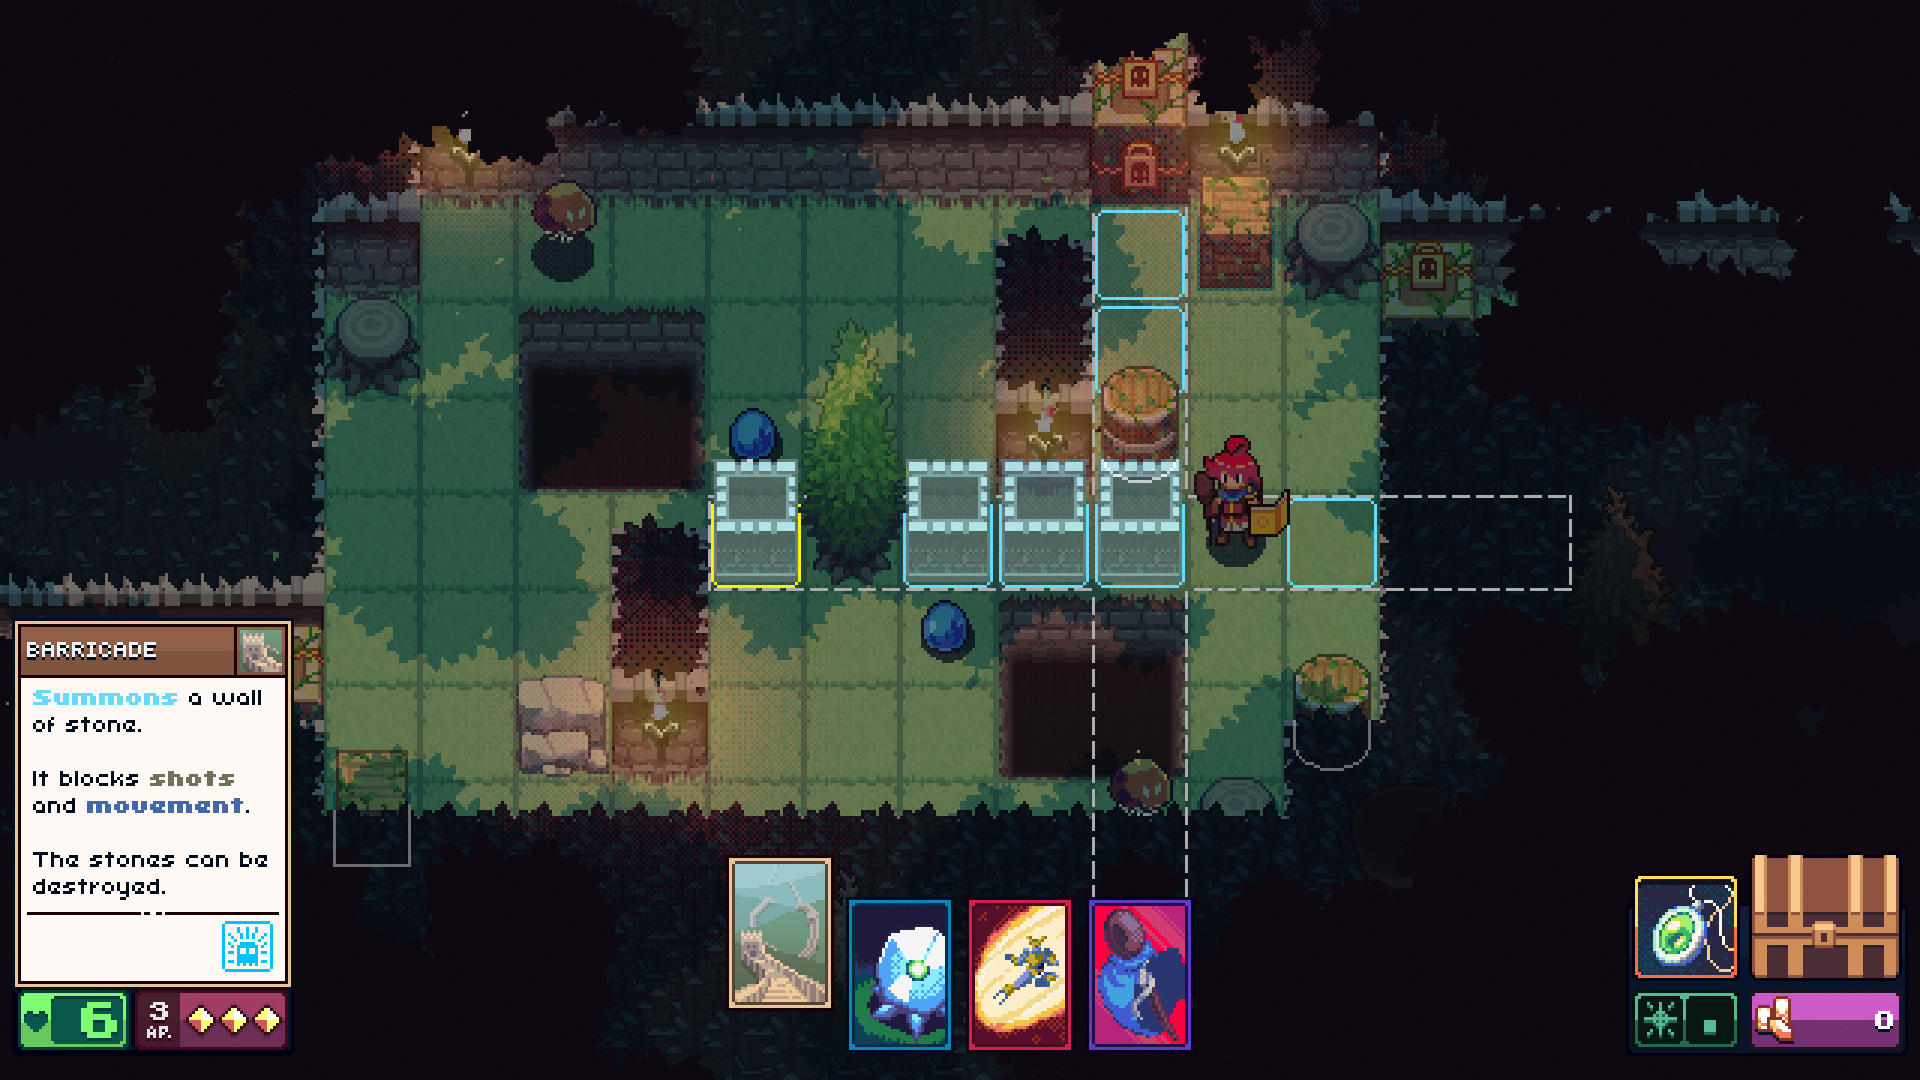 BARRICADE
Summons a wall
of stone.
It blocks shots
and movement.
The stones can be
destroyed.
6
3
AP.
0